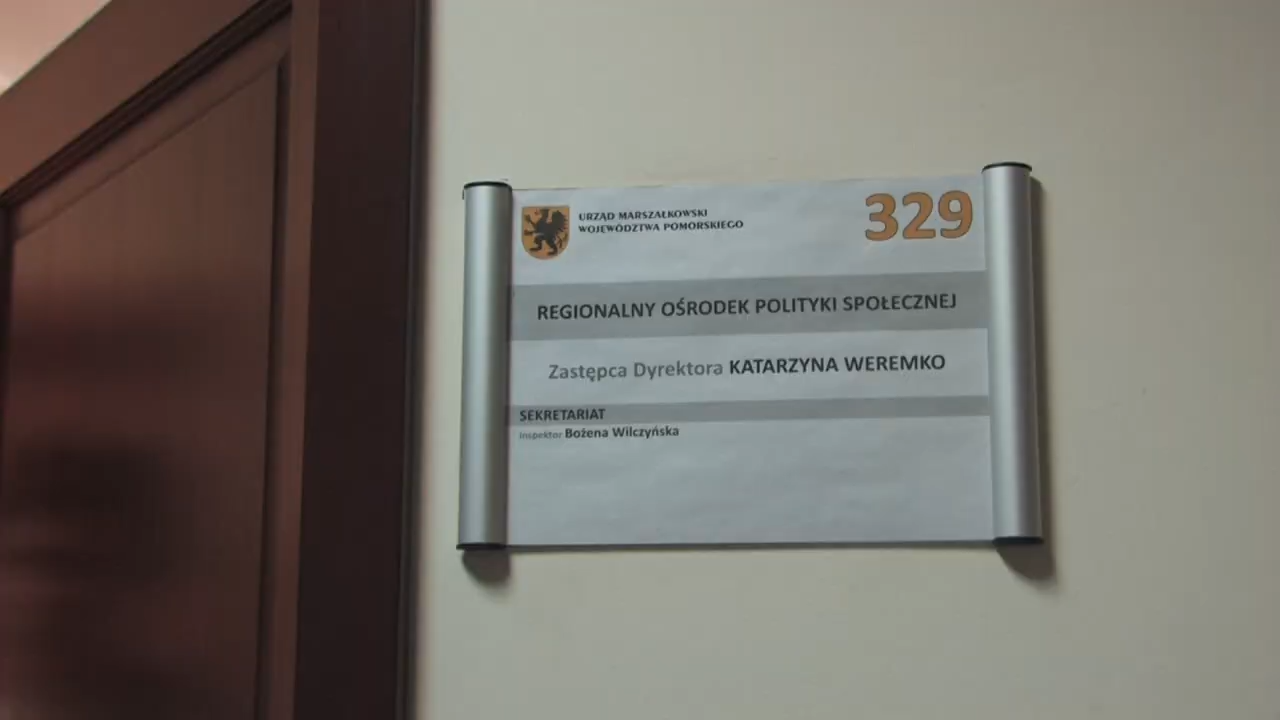 URZĄD MARSZAŁKOWSKI
WOJEWÓDZTWA POMORSKIEGO
329
REGIONALNY OŚRODEK POLITYKI SPOŁECZNEJ
Zastępca Dyrektora KATARZYNA WEREMKO
SEKRETARIAT
inspektor Bożena Wilczyńska